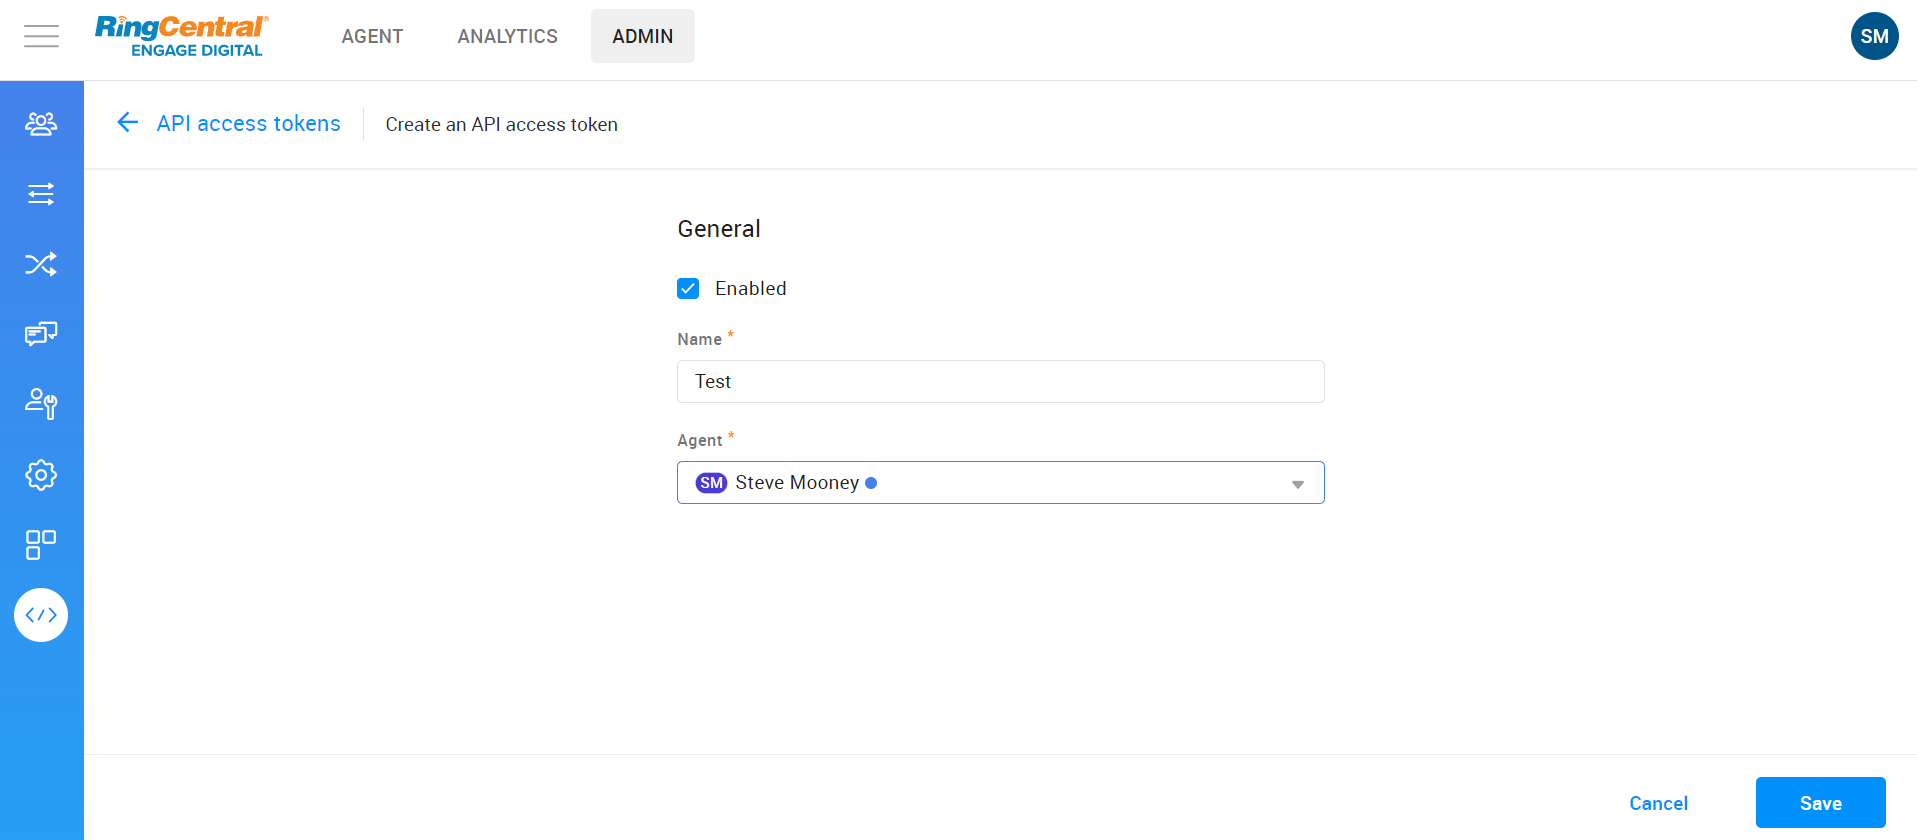 RingCentral®
ENGAGE DIGITAL
AGENT
ANALYTICS
ADMIN
SM
API access tokens
Create an API access token
General
Enabled
Name *
Test
Agent *
SM Steve Mooney
Cancel
Save